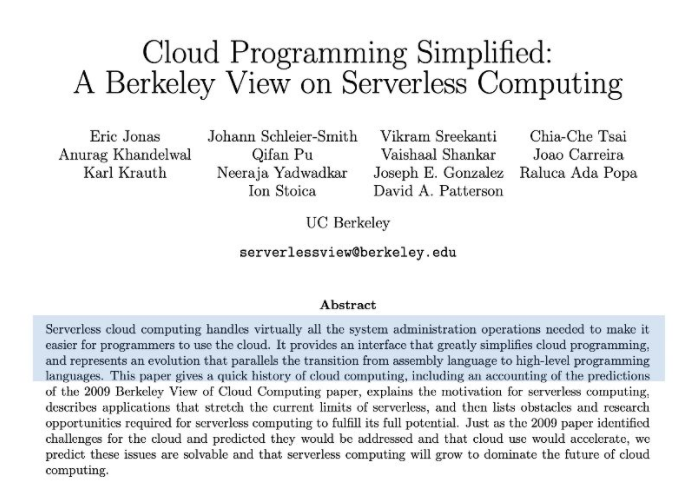 Cloud Programming Simplified:
A Berkeley View on Serverless Computing
Eric Jonas Johann Schleier-Smith Vikram Sreekanti Chia-Che Tsai
Anurag Khandelwal Qifan Pu Vaishaal Shankar Joao Carreira
Karl Krauth Neeraja Yadwadkar Joseph E. Gonzalez Raluca Ada Popa
Ion Stoica David A. Patterson
UC Berkeley
serverlessview@berkeley.edu
Abstract
Serverless cloud computing handles virtually all the system administration operations needed to make it
easier for programmers to use the cloud. It provides an interface that greatly simplifies cloud programming,
and represents an evolution that parallels the transition from assembly language to high-level programming
languages. This paper gives a quick history of cloud computing, including an accounting of the predictions
of the 2009 Berkeley View of Cloud Computing paper, explains the motivation for serverless computing,
describes applications that stretch the current limits of serverless, and then lists obstacles and research
opportunities required for serverless computing to fulfill its full potential. Just as the 2009 paper identified
challenges for the cloud and predicted they would be addressed and that cloud use would accelerate, we
predict these issues are solvable and that serverless computing will grow to dominate the future of cloud
computing.